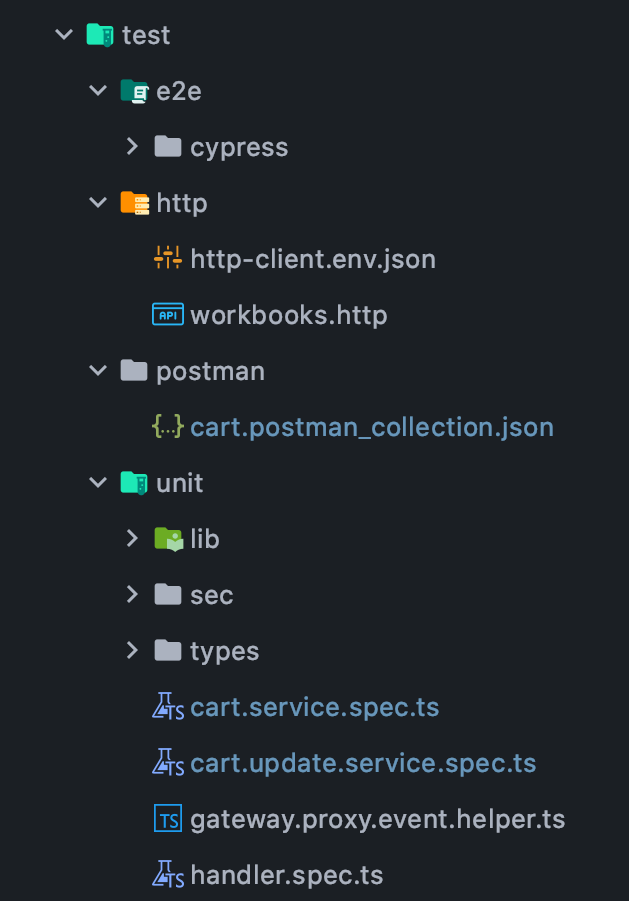 test
e2e
cypress
http
http-client.env.json
API workbooks.http
postman
{...} cart.postman_collection.json
unit
lib
sec
types
TS cart.service.spec.ts
TS cart.update.service.spec.ts
TS gateway.proxy.event.helper.ts
TS handler.spec.ts